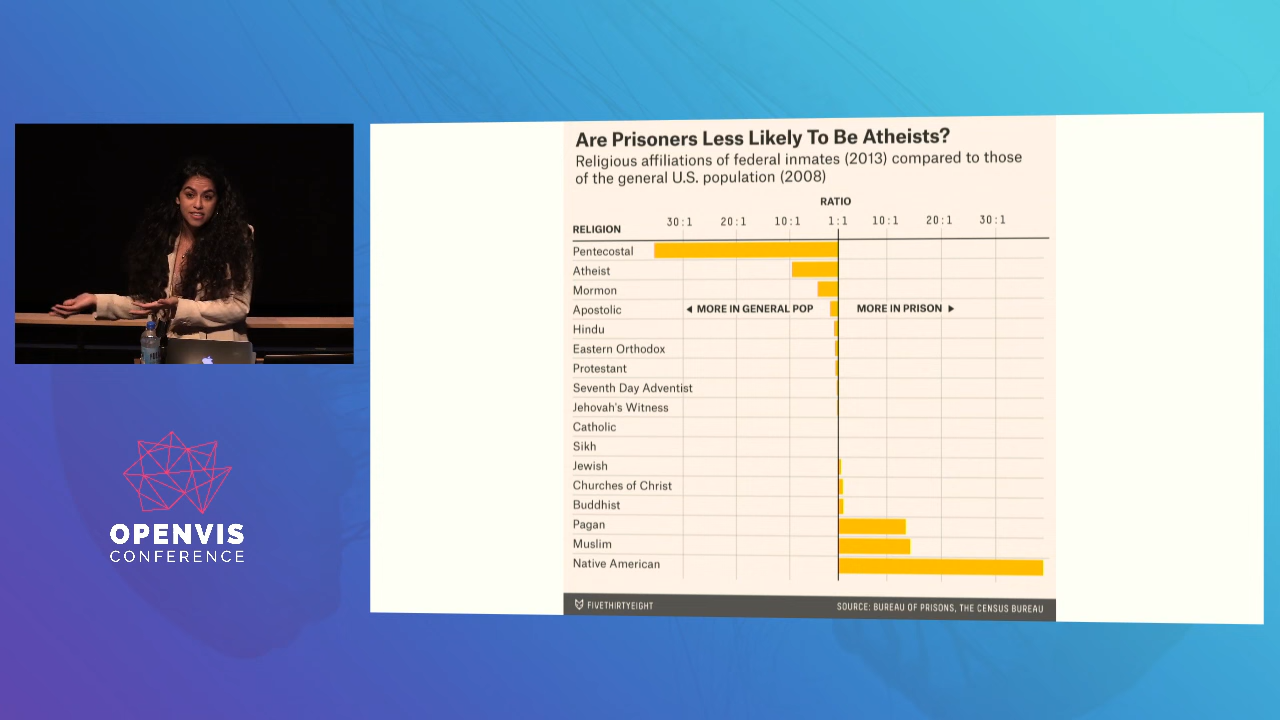 Are Prisoners Less Likely To Be Atheists?
Religious affiliations of federal inmates (2013) compared to those
of the general U.S. population (2008)
RATIO
30:1 20:1 10:1 1:1 10:1 20:1 30:1
RELIGION
Pentecostal
Atheist
Mormon
Apostolic ◄ MORE IN GENERAL POP MORE IN PRISON ►
Hindu
Eastern Orthodox
Protestant
Seventh Day Adventist
Jehovah's Witness
Catholic
Sikh
Jewish
Churches of Christ
Buddhist
Pagan
Muslim
Native American
FIVETHIRTYEIGHT SOURCE: BUREAU OF PRISONS, THE CENSUS BUREAU
OPENVIS
CONFERENCE